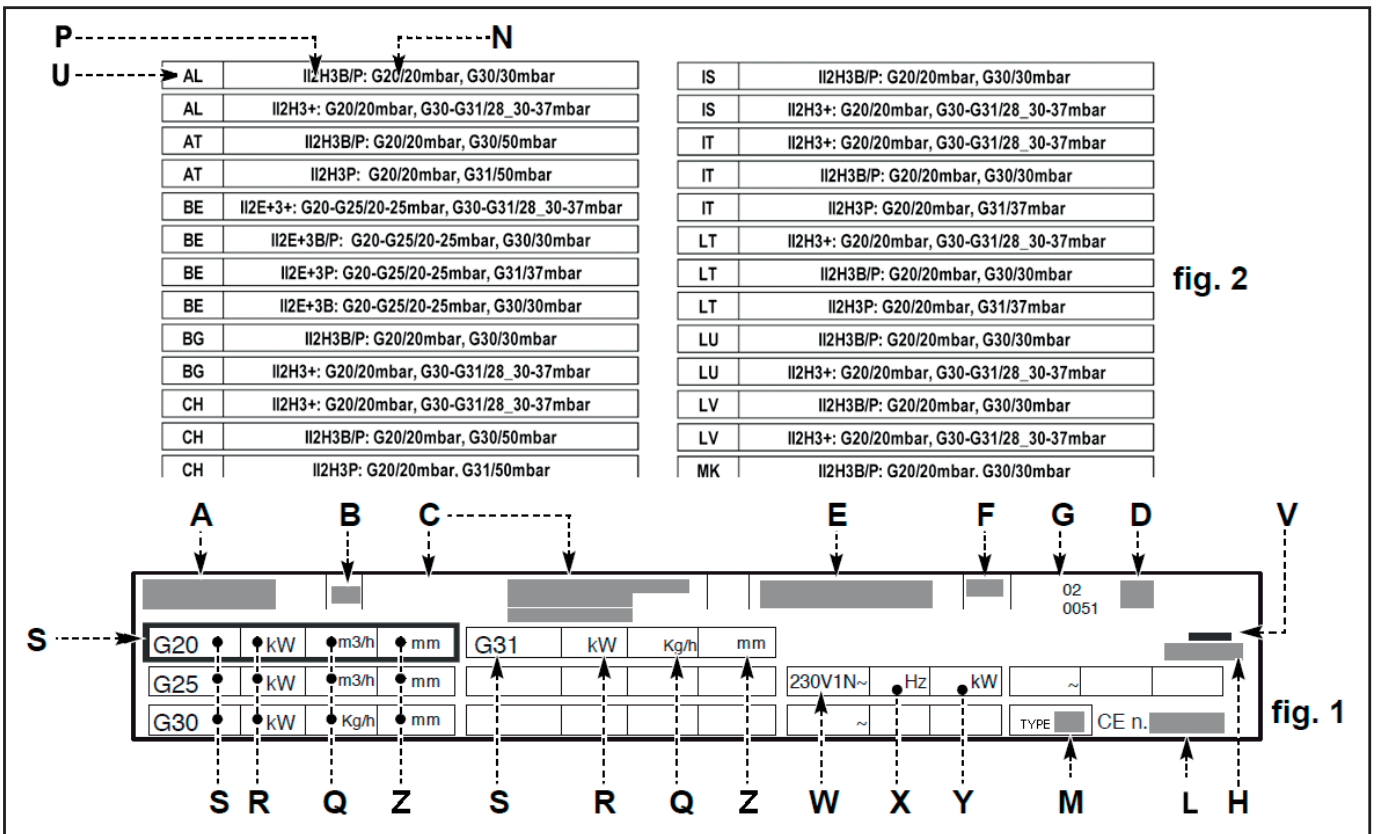 P N
U AL II2H3B/P: G20/20mbar, G30/30mbar
AL II2H3+: G20/20mbar, G30-G31/28_30-37mbar
AT II2H3B/P: G20/20mbar, G30/50mbar
AT II2H3P: G20/20mbar, G31/50mbar
BE II2E+3+: G20-G25/20-25mbar, G30-G31/28_30-37mbar
BE II2E+3B/P: G20-G25/20-25mbar, G30/30mbar
BE II2E+3P: G20-G25/20-25mbar, G31/37mbar
BE II2E+3B: G20-G25/20-25mbar, G30/30mbar
BG II2H3B/P: G20/20mbar, G30/30mbar
BG II2H3+: G20/20mbar, G30-G31/28_30-37mbar
CH II2H3+: G20/20mbar, G30-G31/28_30-37mbar
CH II2H3B/P: G20/20mbar, G30/50mbar
CH II2H3P: G20/20mbar, G31/50mbar
IS II2H3B/P: G20/20mbar, G30/30mbar
IS II2H3+: G20/20mbar, G30-G31/28_30-37mbar
IT II2H3+: G20/20mbar, G30-G31/28_30-37mbar
IT II2H3B/P: G20/20mbar, G30/30mbar
IT II2H3P: G20/20mbar, G31/37mbar
LT II2H3+: G20/20mbar, G30-G31/28_30-37mbar
LT II2H3B/P: G20/20mbar, G30/30mbar
LT II2H3P: G20/20mbar, G31/37mbar
LU II2H3B/P: G20/20mbar, G30/30mbar
LU II2H3+: G20/20mbar, G30-G31/28_30-37mbar
LV II2H3B/P: G20/20mbar, G30/30mbar
LV II2H3+: G20/20mbar, G30-G31/28_30-37mbar
MK II2H3B/P: G20/20mbar, G30/30mbar
fig. 2
A B C E F G D V
02
0051
S G20 kW m3/h mm G31 kW Kg/h mm
G25 kW m3/h mm 230V1N~ Hz kW ~
G30 kW Kg/h mm ~ TYPE CE n.
fig. 1
S R Q Z S R Q Z W X Y M L H